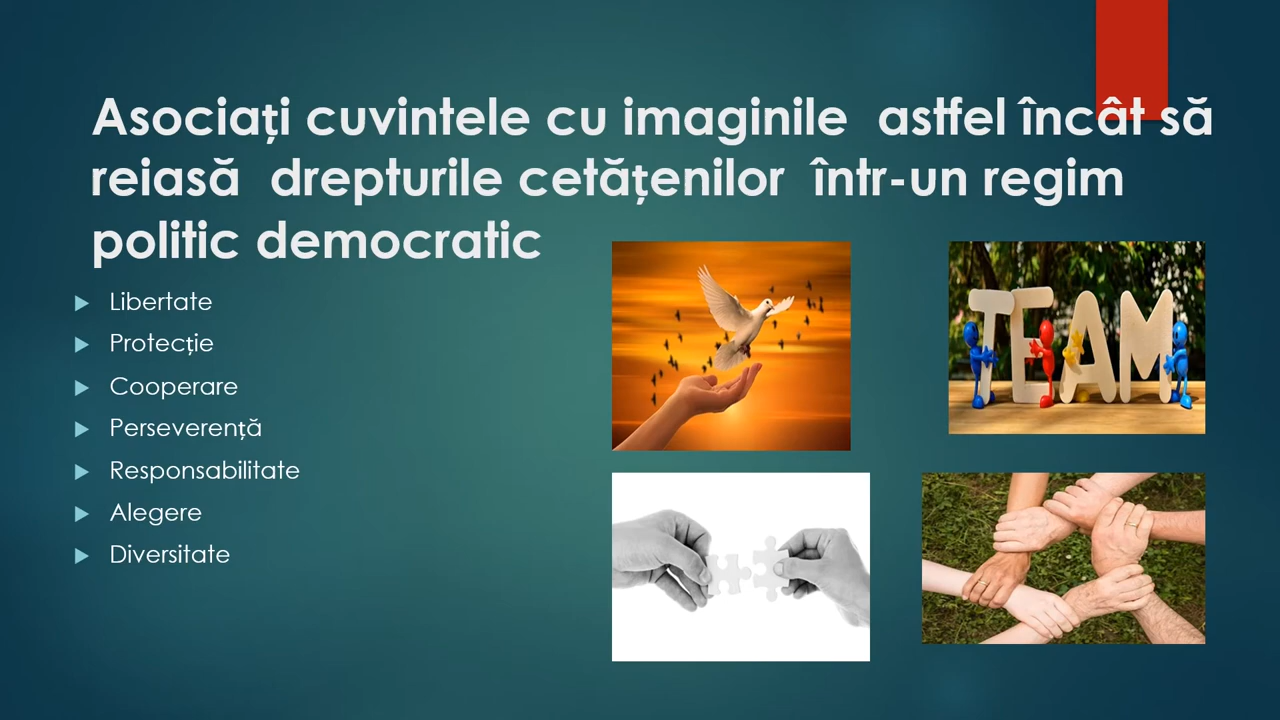 Asociați cuvintele cu imaginile  astfel încât să
reiasă  drepturile cetățenilor  într-un regim
politic democratic
Libertate
Protecție
Cooperare
Perseverență
Responsabilitate
Alegere
Diversitate
TEAM